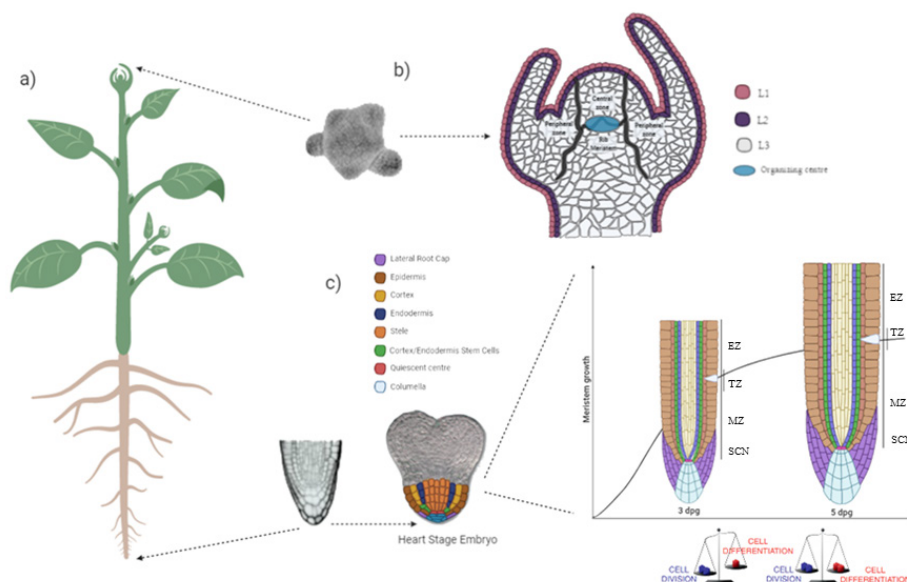 a)
b)
Central
zone
Peripheral
zone
Peripheral
zone
Rib
Meristem
L1
L2
L3
Organizing centre
c)
Lateral Root Cap
Epidermis
Cortex
Endodermis
Stele
Cortex/Endodermis Stem Cells
Quiescent centre
Columella
Heart Stage Embryo
Meristem growth
EZ
TZ
MZ
SCN
3 dpg
EZ
TZ
MZ
SC
5 dpg
CELL
DIVISION
CELL
DIFFERENTIATION
CELL
DIVISION
CELL
DIFFERENTIATION